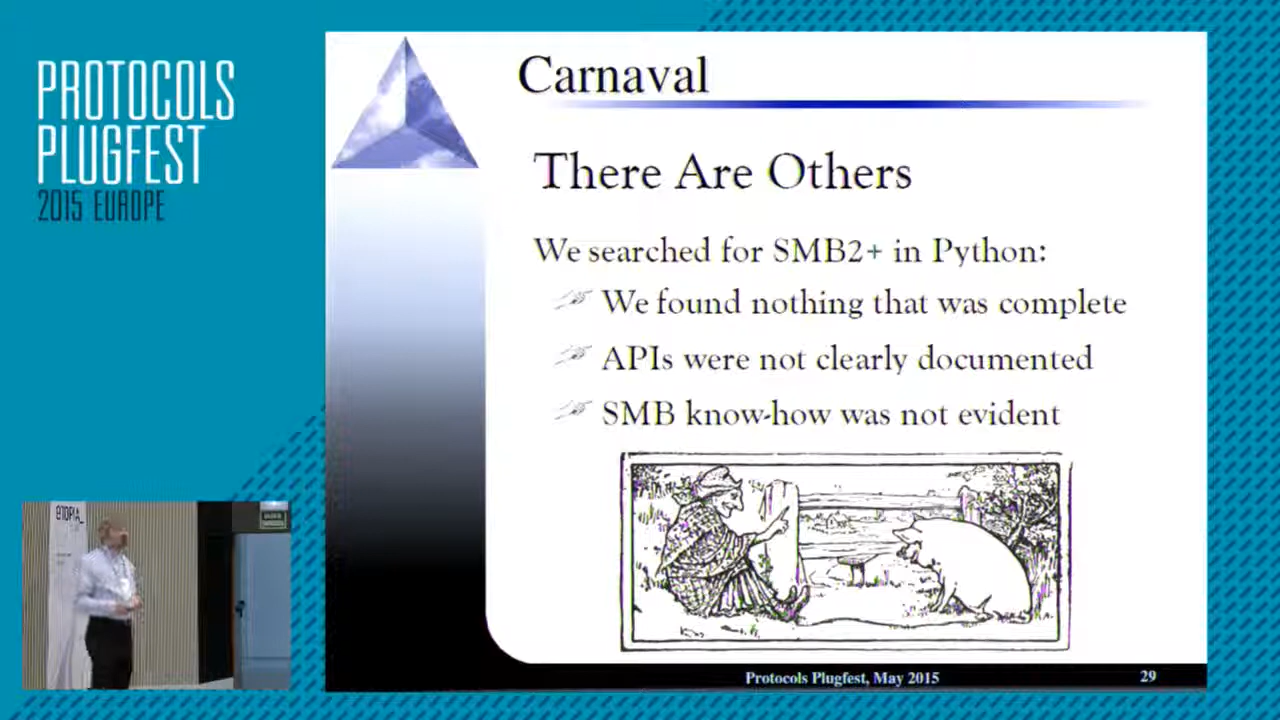 PROTOCOLS
PLUGFEST
2015 EUROPE
Carnaval
There Are Others
We searched for SMB2+ in Python:
We found nothing that was complete
APIs were not clearly documented
SMB know-how was not evident
ETOPIA_
Protocols Plugfest, May 2015
29